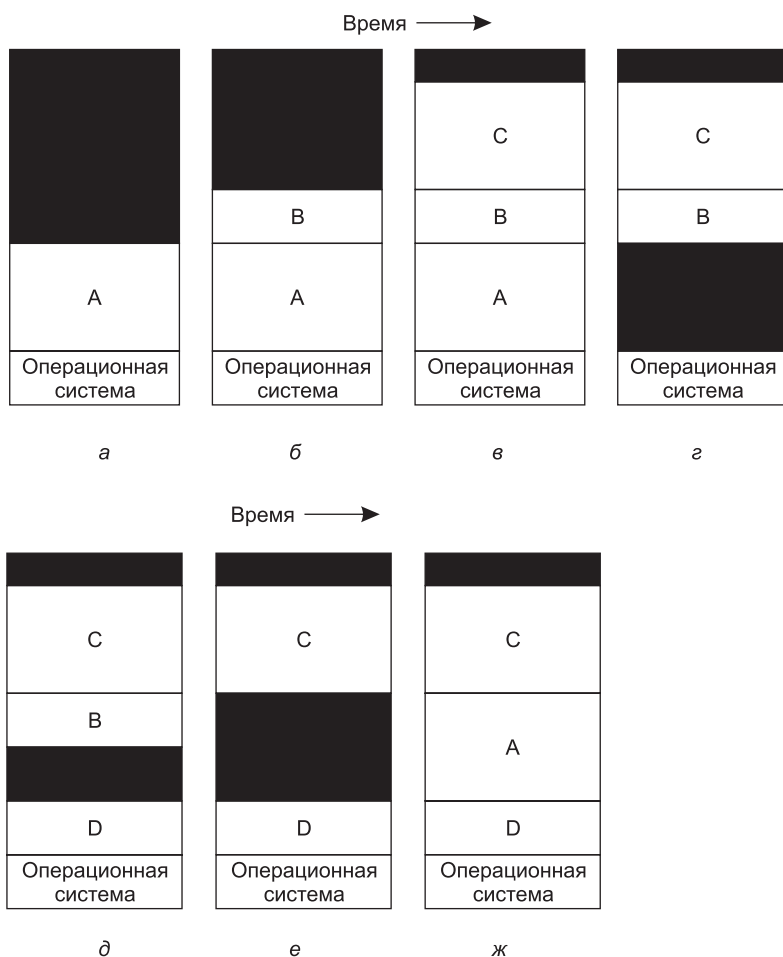 Время
C C
B B B
A A A
Операционная Операционная Операционная Операционная
система система система система
а б в г
Время
C C C
B
A
D D D
Операционная Операционная Операционная
система система система
д е ж